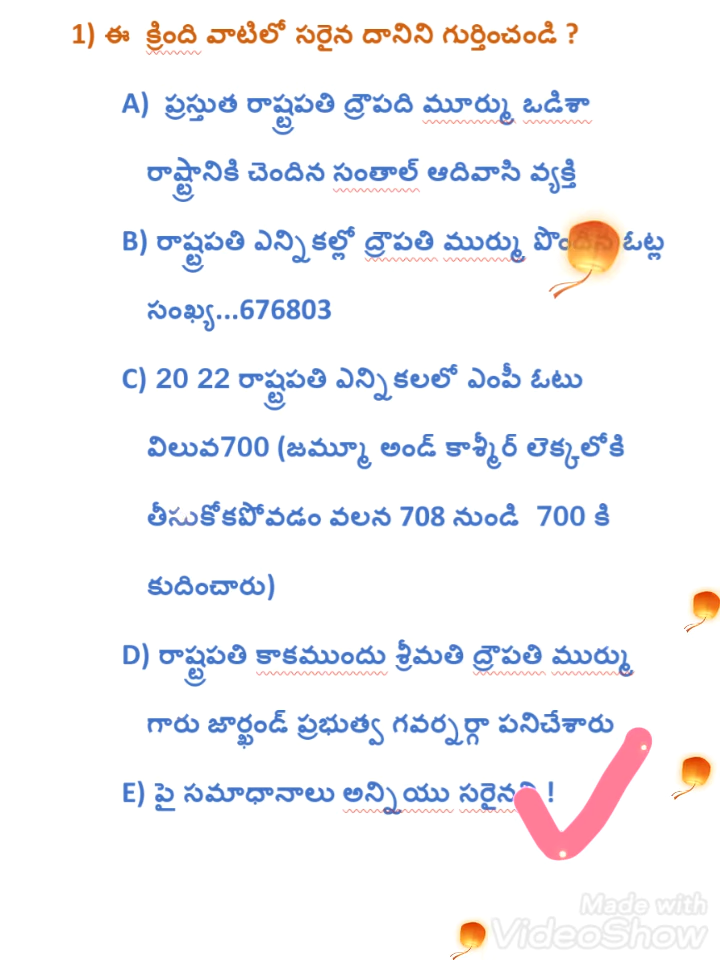 1) ఈ క్రింది వాటిలో సరైన దానిని గుర్తించండి ?
A) ప్రస్తుత రాష్ట్రపతి ద్రౌపది మూర్ము ఒడిశా
రాష్ట్రానికి చెందిన సంతాల్ ఆదివాసి వ్యక్తి
B) రాష్ట్రపతి ఎన్నికల్లో ద్రౌపతి ముర్ము ఓట్ల
సంఖ్య...676803
C) 20 22 రాష్ట్రపతి ఎన్నికలలో ఎంపీ ఓటు
విలువ700 (జమ్మూ అండ్ కాశ్మీర్ లెక్కలోకి
తీసుకోకపోవడం వలన 708 నుండి 700 కి
కుదించారు)
D) రాష్ట్రపతి కాకముందు శ్రీమతి ద్రౌపతి ముర్ము
గారు జార్ఖండ్ ప్రభుత్వ గవర్నర్గా పనిచేశారు
E) పై సమాధానాలు అన్నియు !
Made with
VideoShow